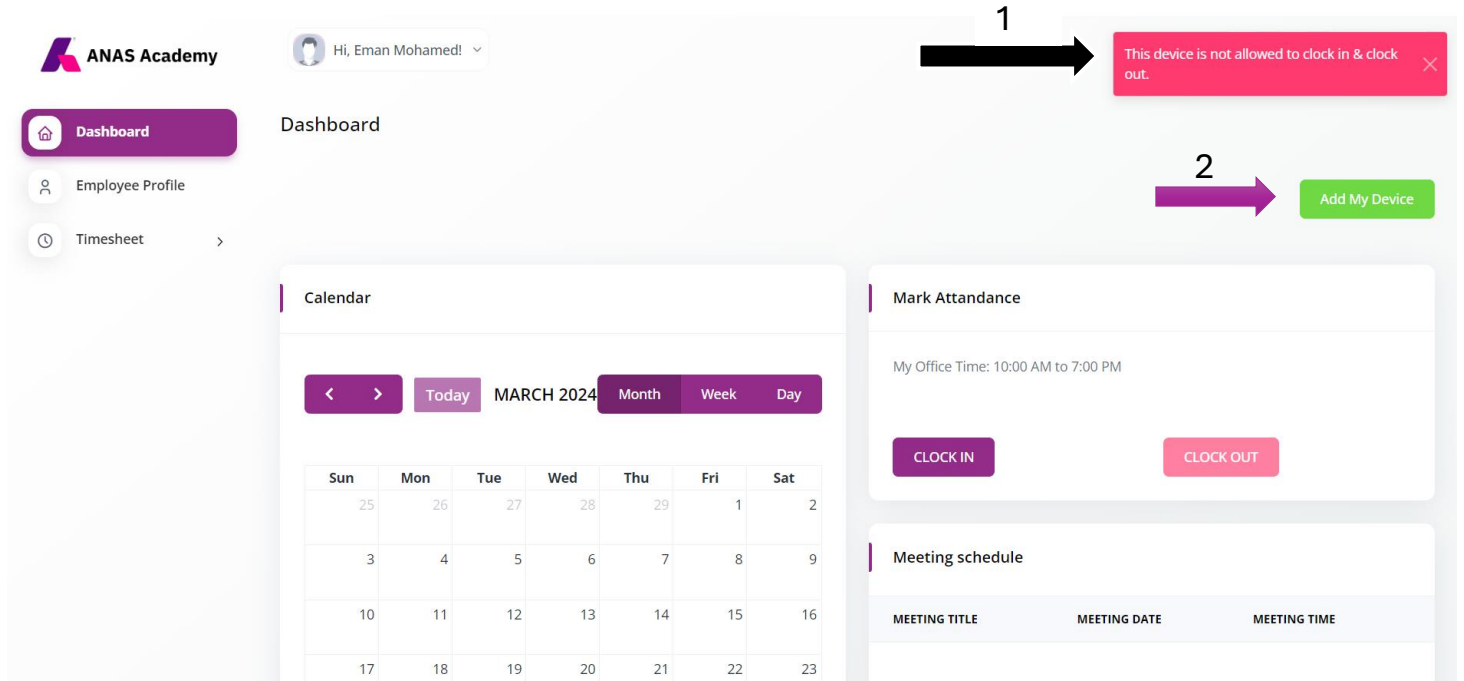 1
ANAS Academy
Hi, Eman Mohamed!
This device is not allowed to clock in & clock
out.
Dashboard
Employee Profile
Timesheet
Dashboard
2
Add My Device
Calendar
Today
MARCH 2024
Month
Week
Day
Sun Mon Tue Wed Thu Fri Sat
25 26 27 28 29 1 2
3 4 5 6 7 8 9
10 11 12 13 14 15 16
17 18 19 20 21 22 23
Mark Attandance
My Office Time: 10:00 AM to 7:00 PM
CLOCK IN
CLOCK OUT
Meeting schedule
MEETING TITLE MEETING DATE MEETING TIME